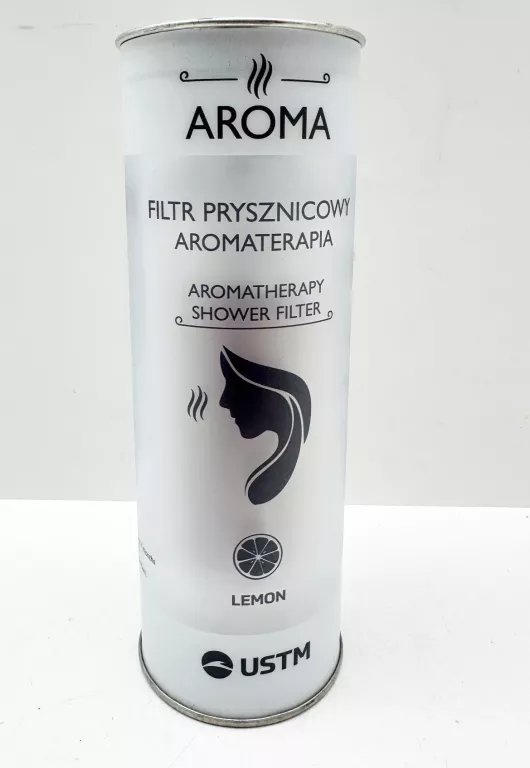 AROMA
FILTR PRYSZNICOWY
AROMATERAPIA
AROMATHERAPY
SHOWER FILTER
LEMON
USTM